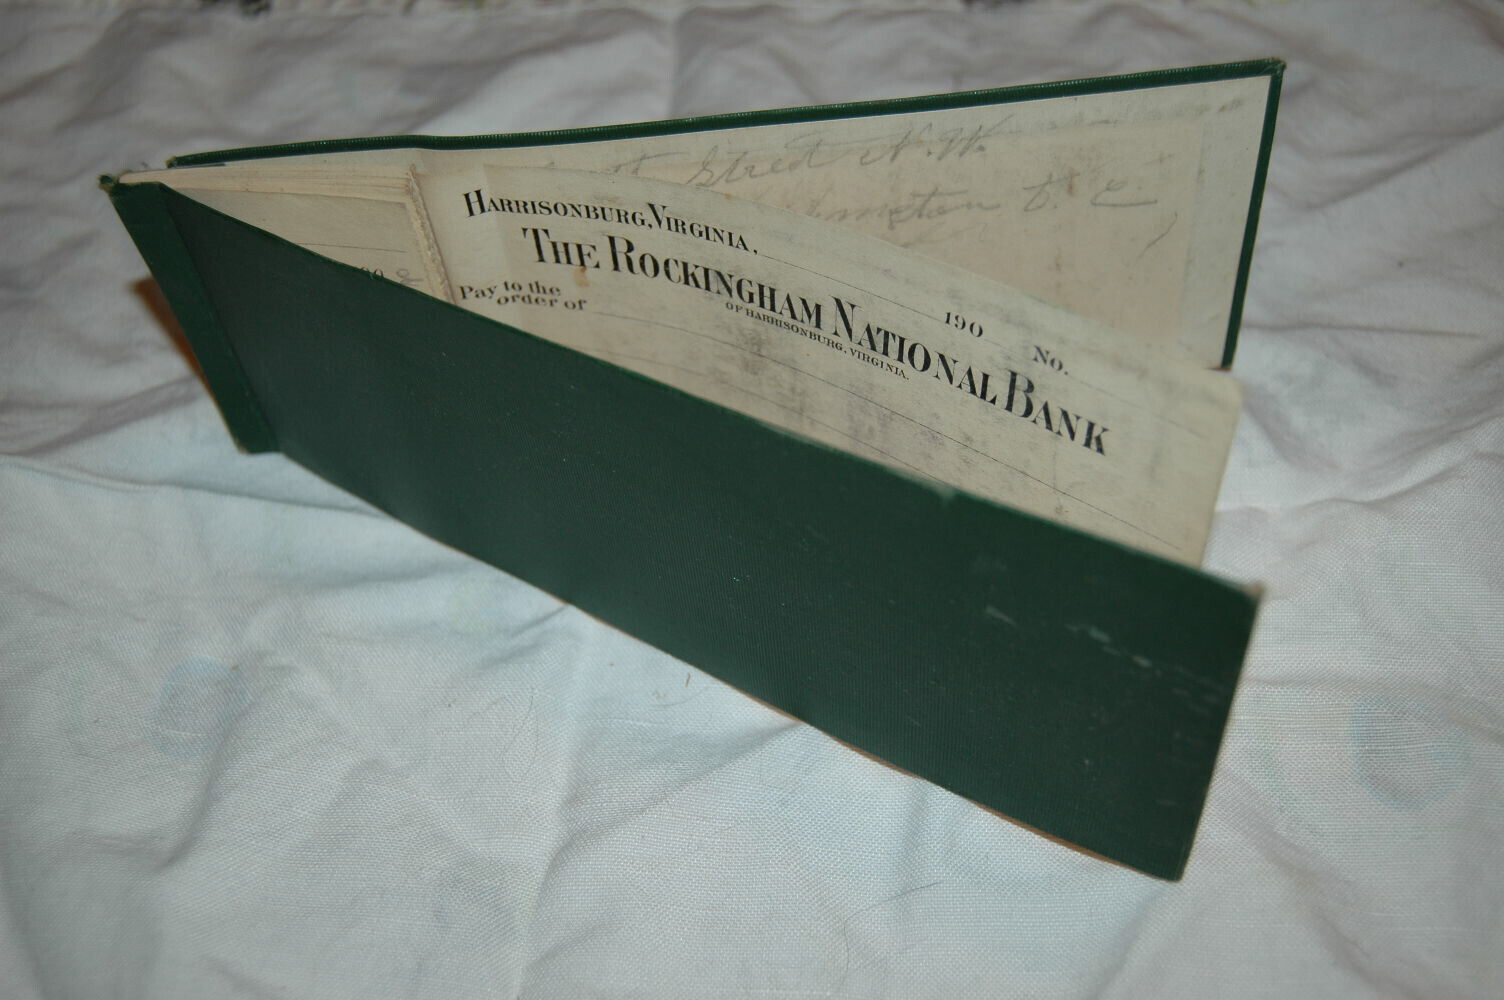 Street N.W.
D. C.
HARRISONBURG, VIRGINIA, 190 No.
THE ROCKINGHAM NATIONAL BANK
OF HARRISONBURG, VIRGINIA.
Pay to the
order of